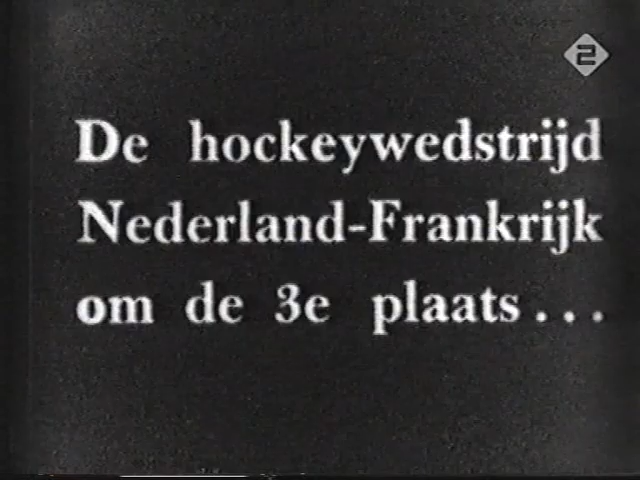 2
De hockeywedstrijd
Nederland-Frankrijk
om de 3e plaats...